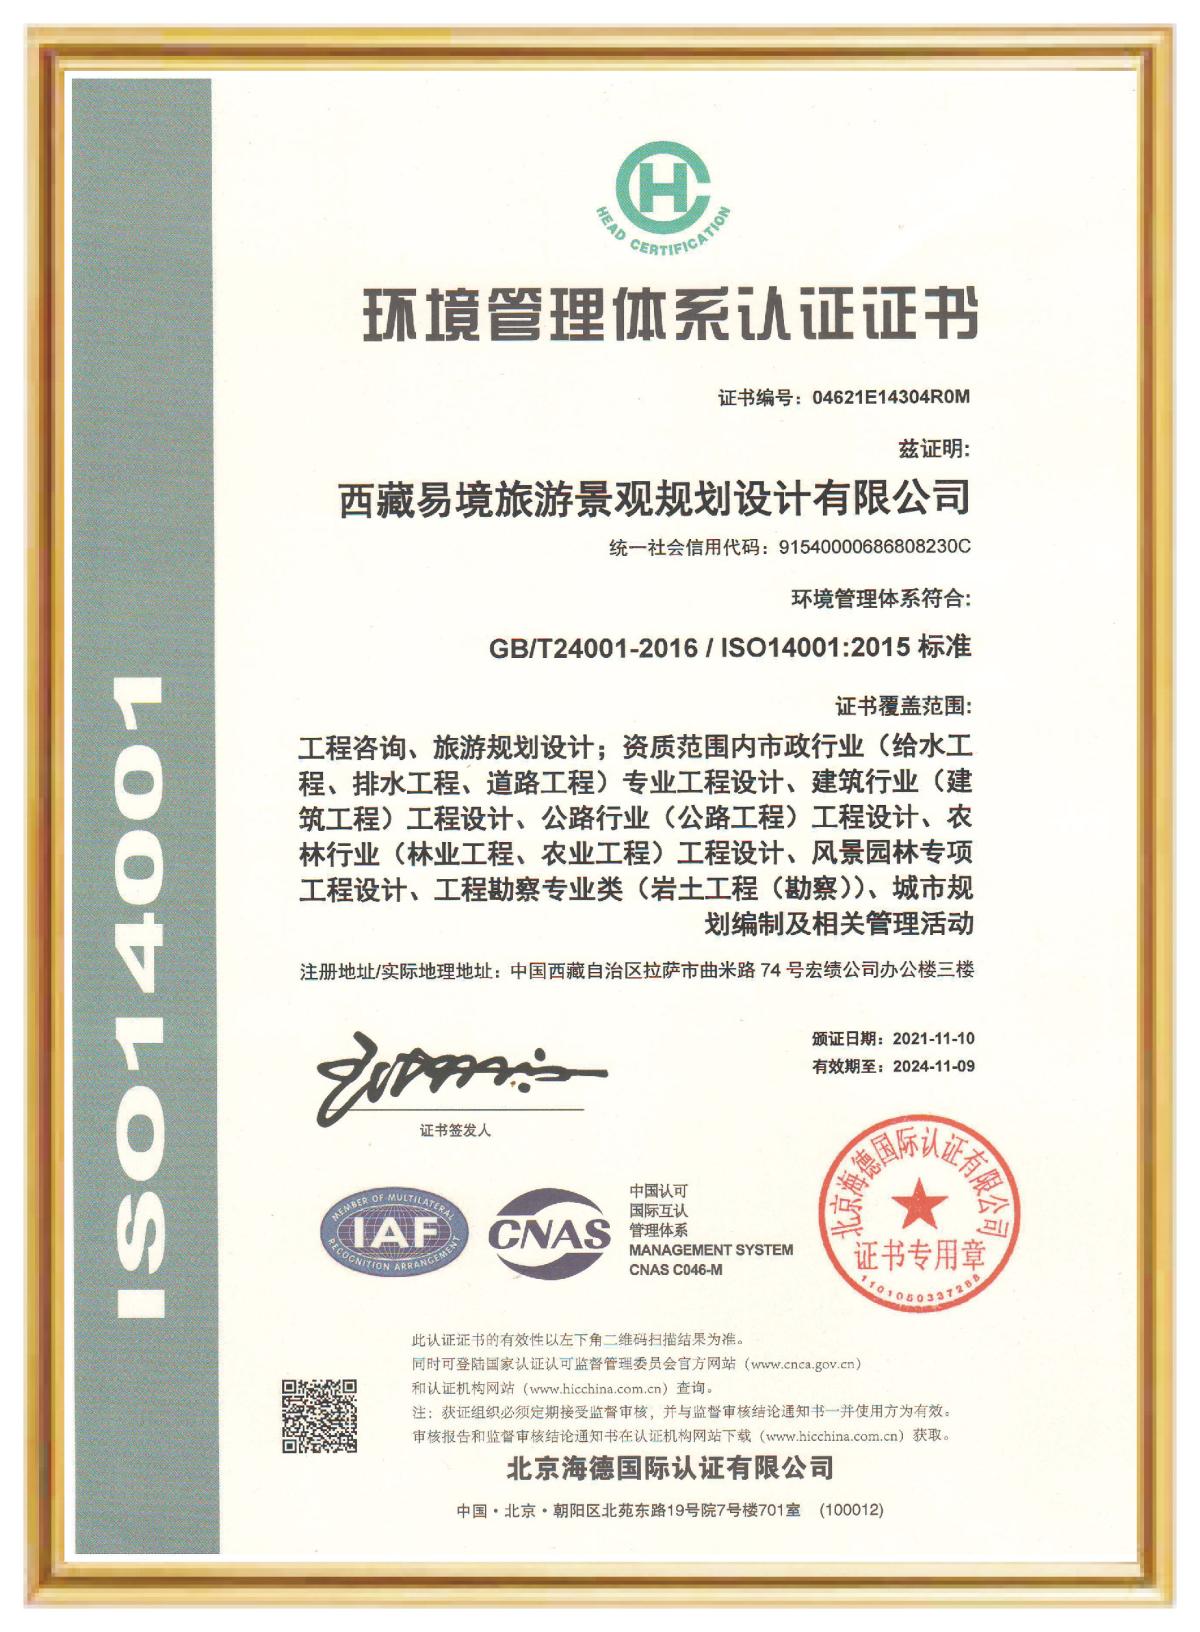 ISO14001
HC
HEAD CERTIFICATION
环境管理体系认证证书
证书编号：04621E14304R0M
兹证明:
西藏易境旅游景观规划设计有限公司
统一社会信用代码：91540000686808230C
环境管理体系符合:
GB/T24001-2016 / ISO14001:2015 标准
证书覆盖范围:
工程咨询、旅游规划设计；资质范围内市政行业（给水工
程、排水工程、道路工程）专业工程设计、建筑行业（建
筑工程）工程设计、公路行业（公路工程）工程设计、农
林行业（林业工程、农业工程）工程设计、风景园林专项
工程设计、工程勘察专业类（岩土工程（勘察））、城市规
划编制及相关管理活动
注册地址/实际地理地址：中国西藏自治区拉萨市曲米路 74 号宏绩公司办公楼三楼
颁证日期：2021-11-10
有效期至：2024-11-09
证书签发人
MEMBER OF MULTILATERAL
IAF
RECOGNITION ARRANGEMENT
CNAS
中国认可
国际互认
管理体系
MANAGEMENT SYSTEM
CNAS C046-M
北京海德国际认证有限公司
证书专用章
1101050337288
此认证证书的有效性以左下角二维码扫描结果为准。
同时可登陆国家认证认可监督管理委员会官方网站（www.cnca.gov.cn）
和认证机构网站（www.hicchina.com.cn）查询。
注：获证组织必须定期接受监督审核，并与监督审核结论通知书一并使用方为有效。
审核报告和监督审核结论通知书在认证机构网站下载（www.hicchina.com.cn）获取。
北京海德国际认证有限公司
中国·北京·朝阳区北苑东路19号院7号楼701室 (100012)